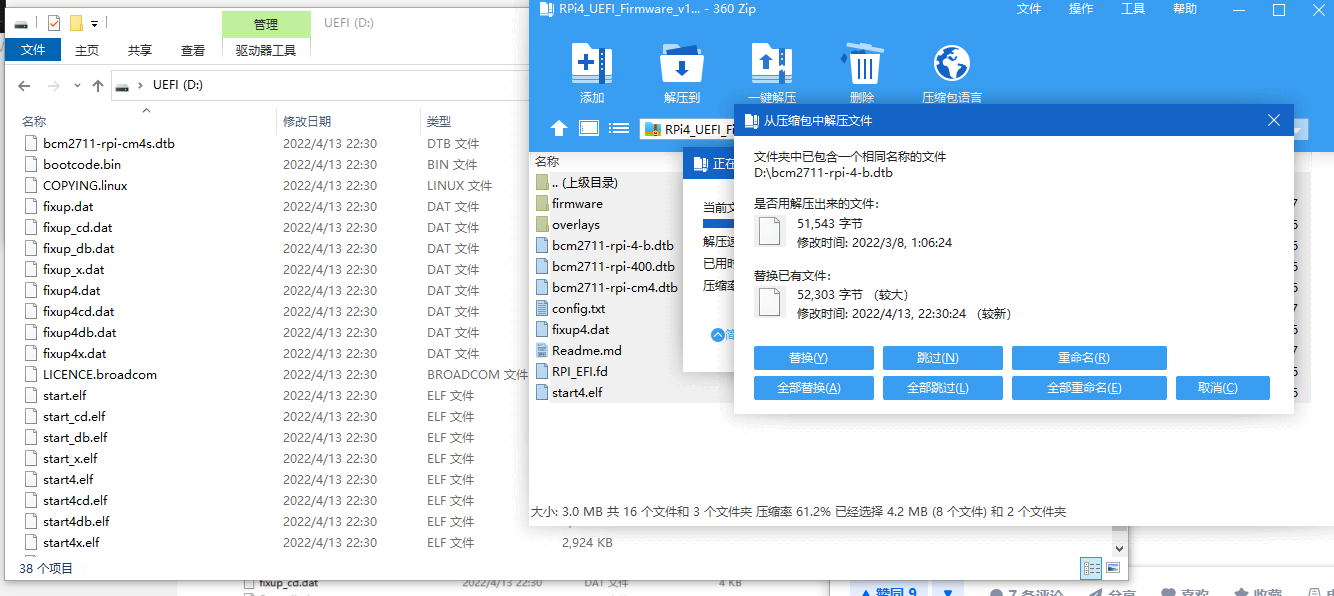 管理
UEFI (D:)
文件
主页
共享
查看
驱动器工具
UEFI (D:)
名称
修改日期
类型
bcm2711-rpi-cm4s.dtb 2022/4/13 22:30 DTB 文件
bootcode.bin 2022/4/13 22:30 BIN 文件
COPYING.linux 2022/4/13 22:30 LINUX 文件
fixup.dat 2022/4/13 22:30 DAT 文件
fixup_cd.dat 2022/4/13 22:30 DAT 文件
fixup_db.dat 2022/4/13 22:30 DAT 文件
fixup_x.dat 2022/4/13 22:30 DAT 文件
fixup4.dat 2022/4/13 22:30 DAT 文件
fixup4cd.dat 2022/4/13 22:30 DAT 文件
fixup4db.dat 2022/4/13 22:30 DAT 文件
fixup4x.dat 2022/4/13 22:30 DAT 文件
LICENCE.broadcom 2022/4/13 22:30 BROADCOM 文件
start.elf 2022/4/13 22:30 ELF 文件
start_cd.elf 2022/4/13 22:30 ELF 文件
start_db.elf 2022/4/13 22:30 ELF 文件
start_x.elf 2022/4/13 22:30 ELF 文件
start4.elf 2022/4/13 22:30 ELF 文件
start4cd.elf 2022/4/13 22:30 ELF 文件
start4db.elf 2022/4/13 22:30 ELF 文件
start4x.elf 2022/4/13 22:30 ELF 文件 2,924 KB
38 个项目
fixup_cd.dat 2022/4/13 22:30 DAT 文件 4 KB
RPi4_UEFI_Firmware_v1... - 360 Zip
文件
操作
工具
帮助
添加
解压到
一键解压
删除
压缩包语言
RPi4_UEFI_Fi
名称
.. (上级目录)
firmware
overlays
bcm2711-rpi-4-b.dtb
bcm2711-rpi-400.dtb
bcm2711-rpi-cm4.dtb
config.txt
fixup4.dat
Readme.md
RPI_EFI.fd
start4.elf
大小: 3.0 MB 共 16 个文件和 3 个文件夹 压缩率 61.2% 已经选择 4.2 MB (8 个文件) 和 2 个文件夹
正在
当前文
解压速
已用时
压缩率
从压缩包中解压文件
文件夹中已包含一个相同名称的文件
D:\bcm2711-rpi-4-b.dtb
是否用解压出来的文件:
51,543 字节
修改时间: 2022/3/8, 1:06:24
替换已有文件:
52,303 字节 （较大）
修改时间: 2022/4/13, 22:30:24 （较新）
替换(Y)
跳过(N)
重命名(R)
全部替换(A)
全部跳过(L)
全部重命名(E)
取消(C)
赞同 9
7 条评论
分享
喜欢
收藏